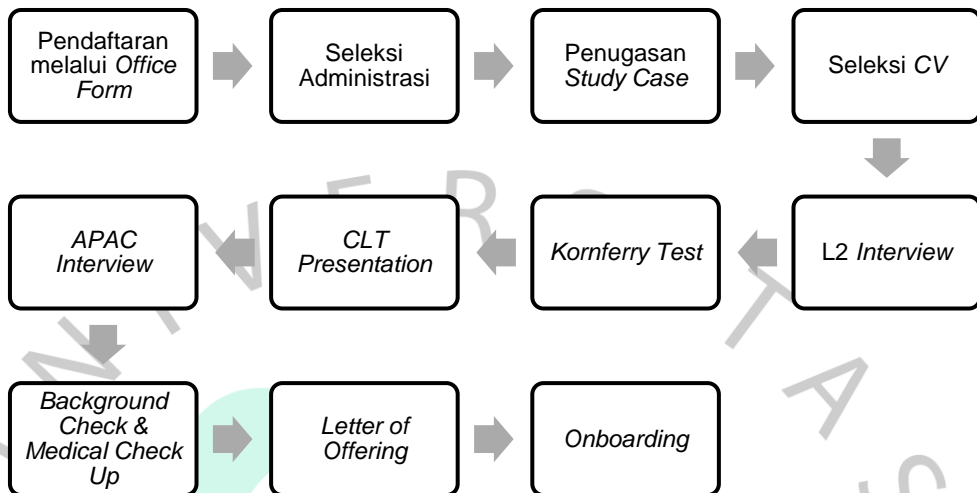 Pendaftaran
melalui Office
Form
Seleksi
Administrasi
Penugasan
Study Case
Seleksi CV
L2 Interview
Kornferry Test
CLT
Presentation
APAC
Interview
Background
Check &
Medical Check
Up
Letter of
Offering
Onboarding